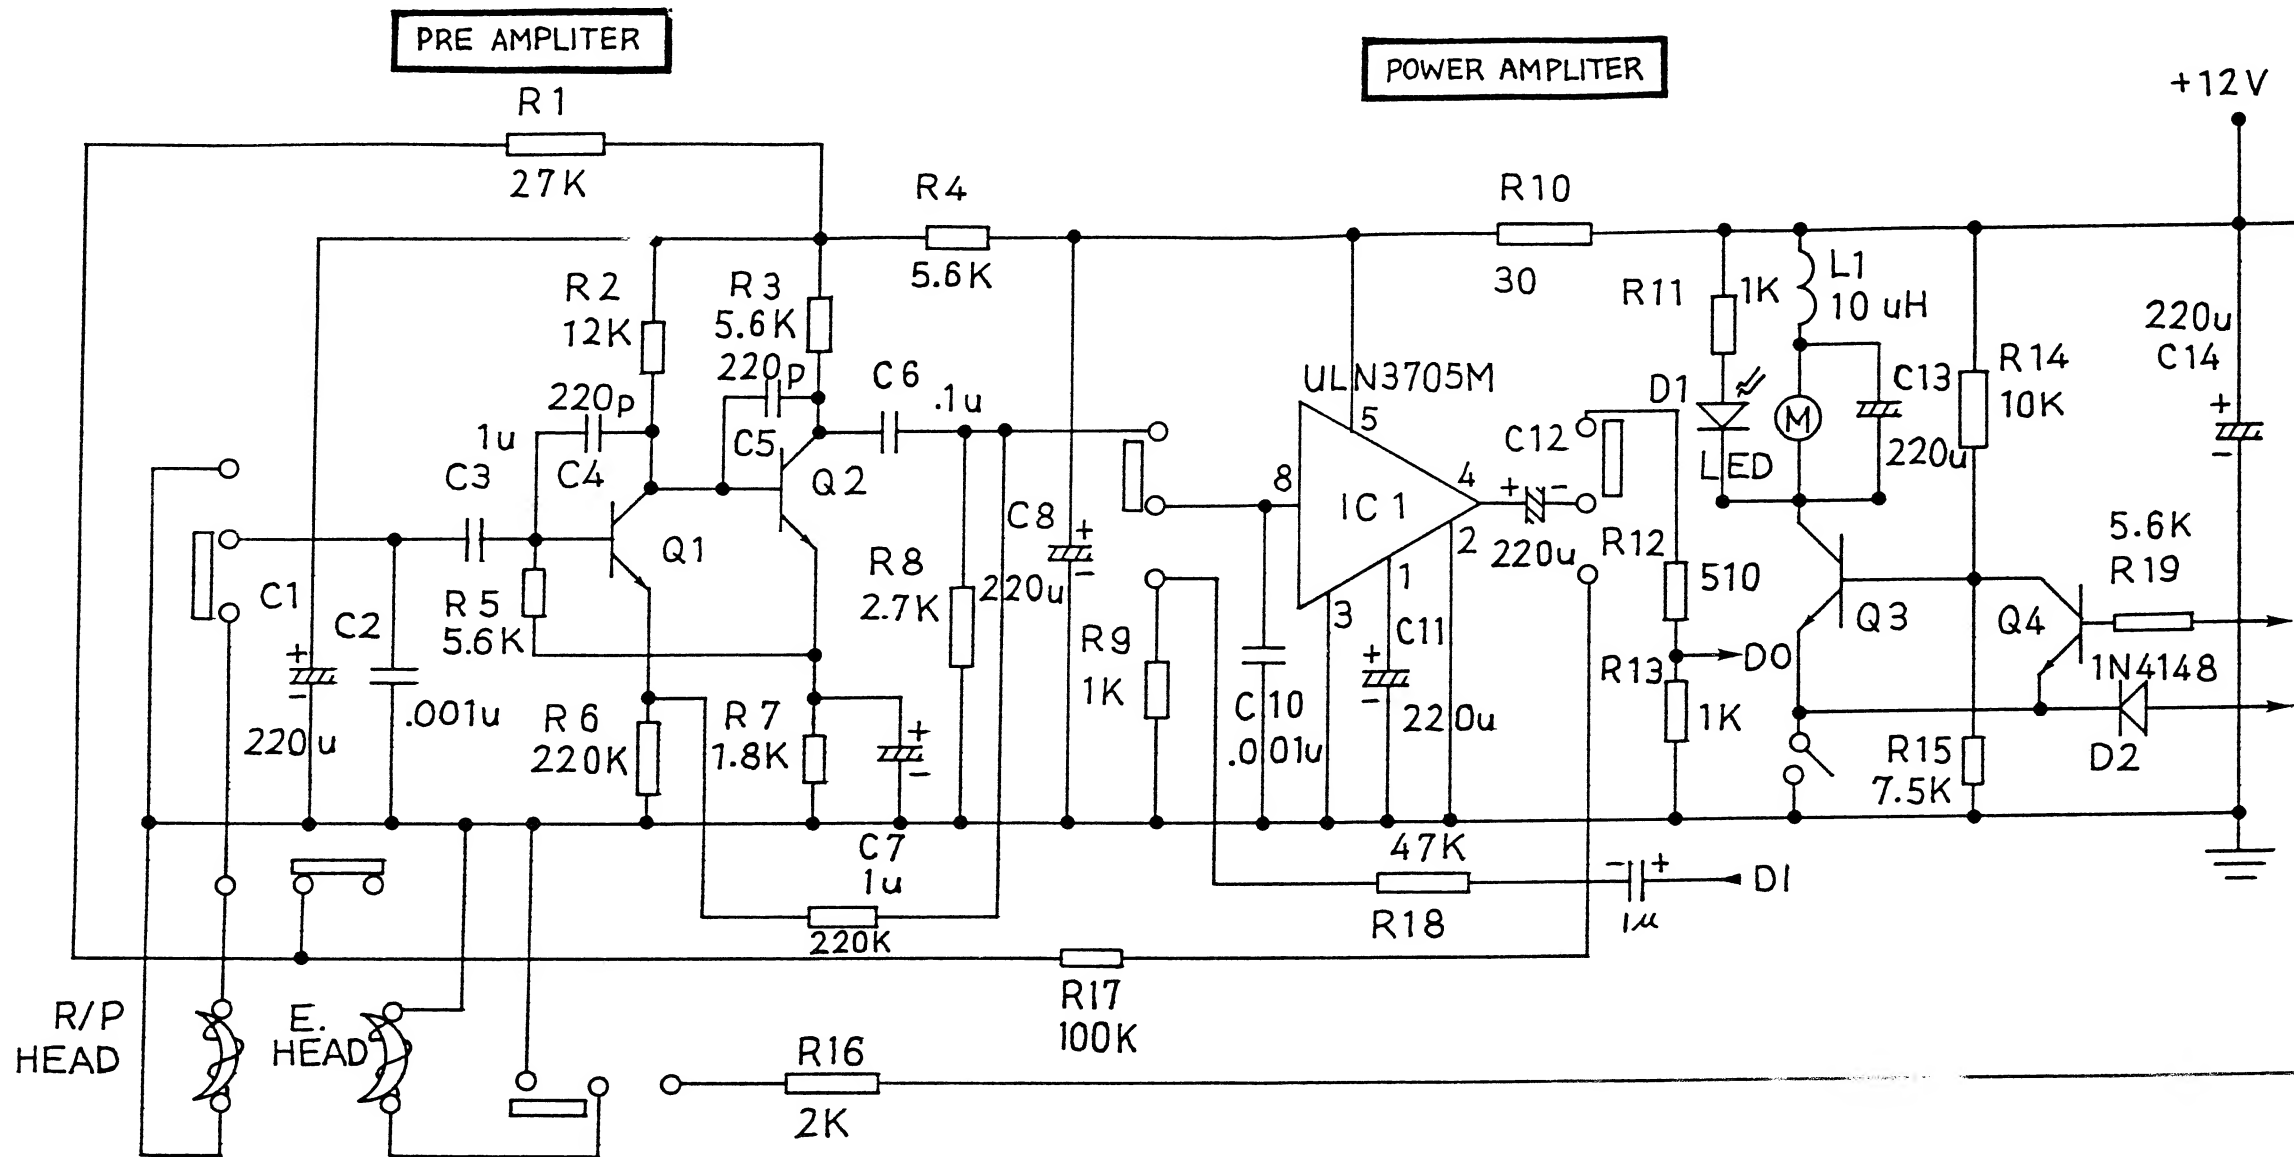 PRE AMPLITER
POWER AMPLITER
+12V
R1
27K
R4
5.6K
R10
30
R2
12K
R3
5.6K
220p
C5
220p
C4
1u
C3
C6
.1u
ULN3705M
5
8
IC 1
4
2
1
3
C12
+ -
220u
R11
1K
D1
LED
L1
10 uH
M
C13
220u
R14
10K
220u
C14
+
-
Q1
Q2
C1
+
-
220u
C2
.001u
R5
5.6K
R6
220K
R7
1.8K
+
-
C7
1u
R8
2.7K
C8
220u
+
-
R9
1K
C10
.001u
C11
+
-
220u
R12
510
DO
R13
1K
Q3
Q4
5.6K
R19
1N4148
D2
R15
7.5K
47K
R18
- +
1µ
DI
220K
R17
100K
R/P
HEAD
E.
HEAD
R16
2K